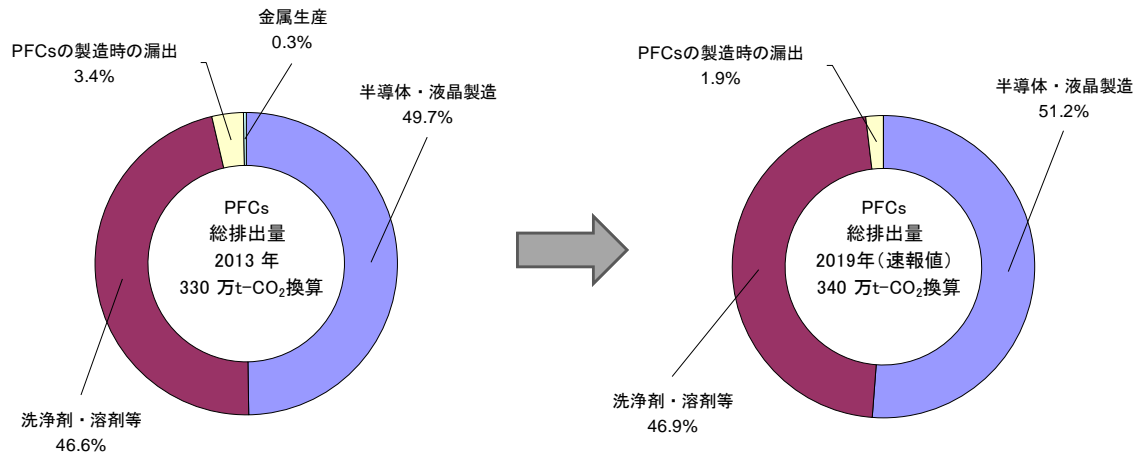 金属生産
0.3%
PFCsの製造時の漏出
3.4%
半導体・液晶製造
49.7%
PFCs
総排出量
2013 年
330 万t-CO₂換算
洗浄剤・溶剤等
46.6%
PFCsの製造時の漏出
1.9%
半導体・液晶製造
51.2%
PFCs
総排出量
2019年(速報値)
340 万t-CO₂換算
洗浄剤・溶剤等
46.9%